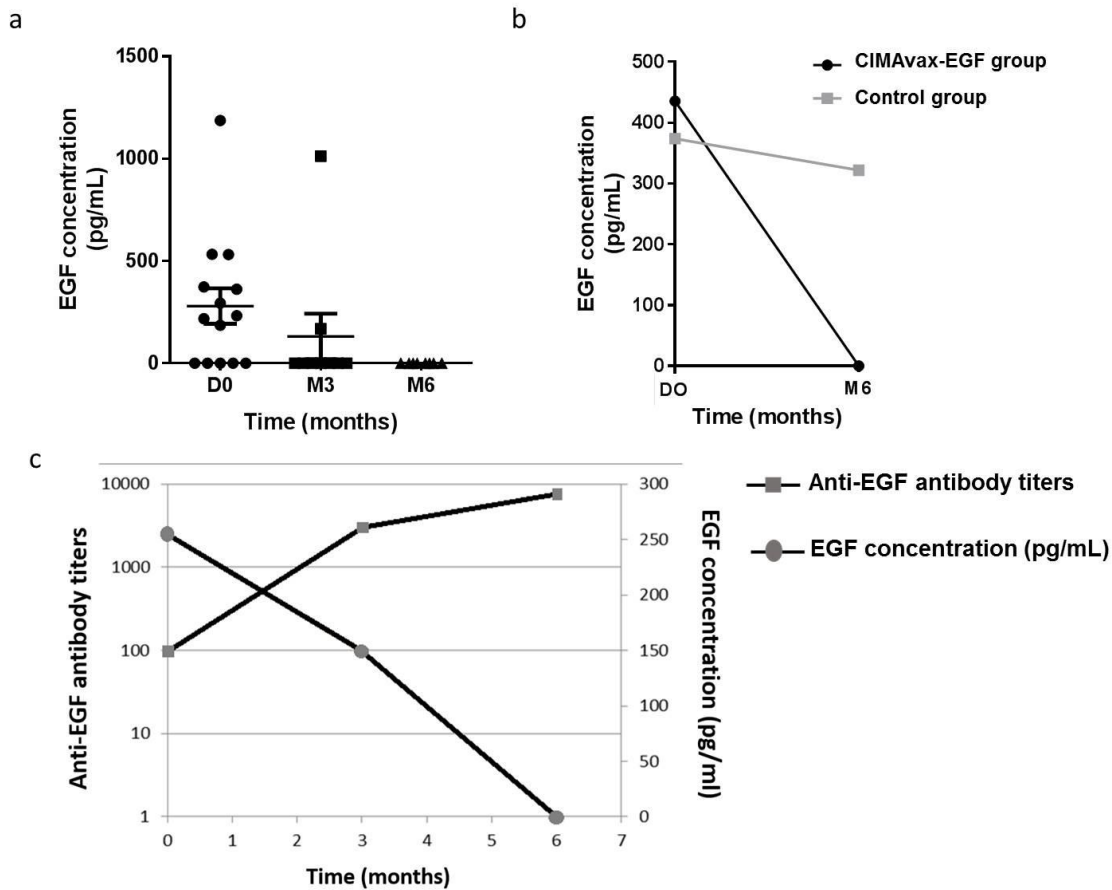 a
1500
1000
500
0
EGF concentration
(pg/mL)
D0 M3 M6
Time (months)
b
500
400
300
200
100
0
EGF concentration
(pg/mL)
CIMAvax-EGF group
Control group
DO M 6
Time (months)
c
10000
1000
100
10
1
Anti-EGF antibody titers
300
250
200
150
100
50
0
EGF concentration (pg/ml)
0 1 2 3 4 5 6 7
Time (months)
Anti-EGF antibody titers
EGF concentration (pg/mL)